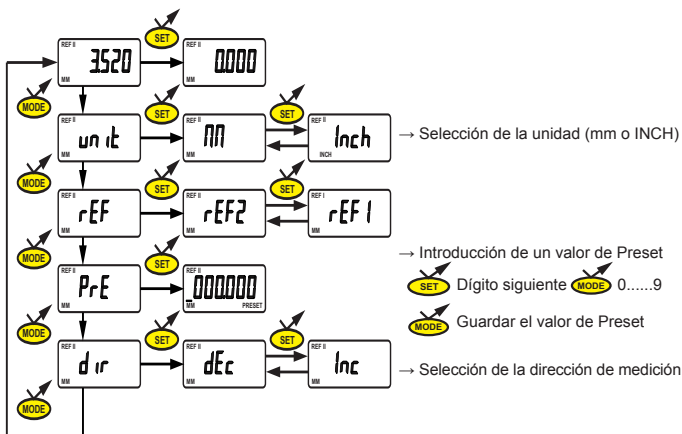 SET
REF II 3.520 MM
REF II 0.000 MM
MODE SET SET
REF II unit MM
REF II M MM
REF II Inch INCH
→ Selección de la unidad (mm o INCH)
MODE SET SET
REF II rEF MM
REF II rEF2 MM
REF I rEF1 MM
MODE SET
→ Introducción de un valor de Preset
REF II PrE MM
REF II 000.000 MM PRESET
SET Dígito siguiente MODE 0......9
MODE Guardar el valor de Preset
MODE SET SET
REF II dir MM
REF II dEc MM
REF II Inc MM
→ Selección de la dirección de medición
MODE